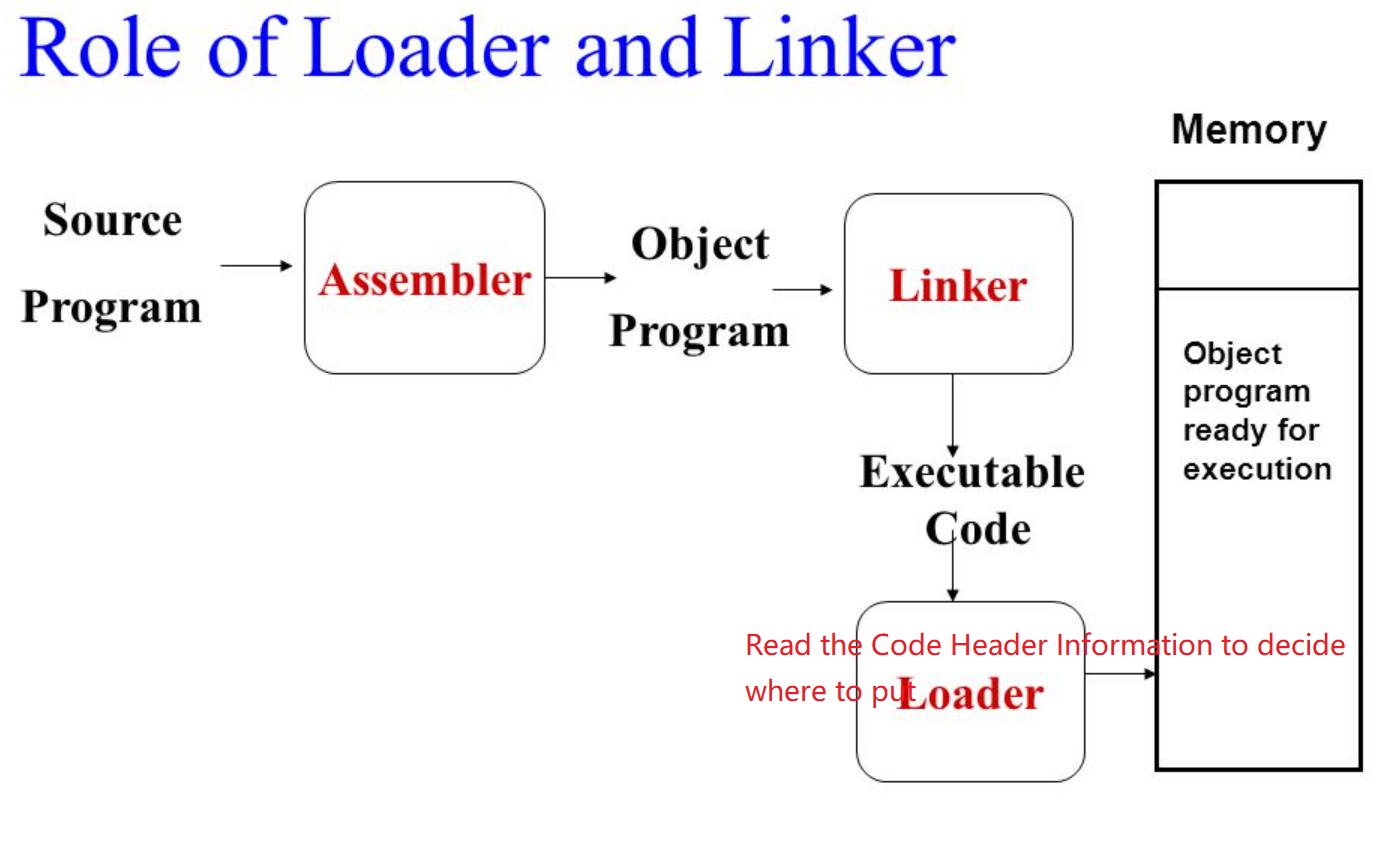 Role of Loader and Linker
Memory
Source
Program
Assembler
Object
Program
Linker
Object
program
ready for
execution
Executable
Code
Read the Code Header Information to decide
where to put
Loader